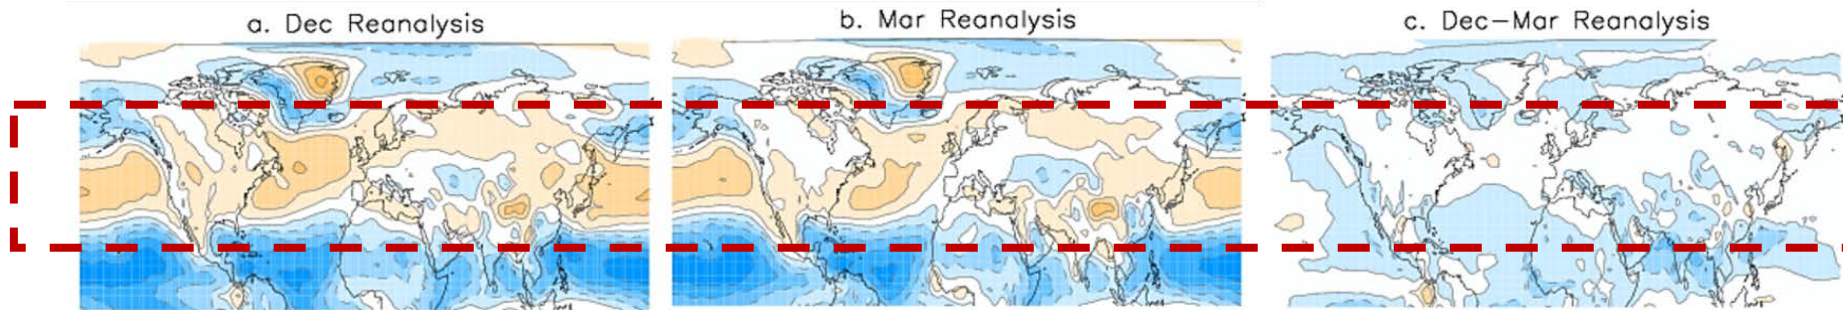 a. Dec Reanalysis
b. Mar Reanalysis
c. Dec−Mar Reanalysis